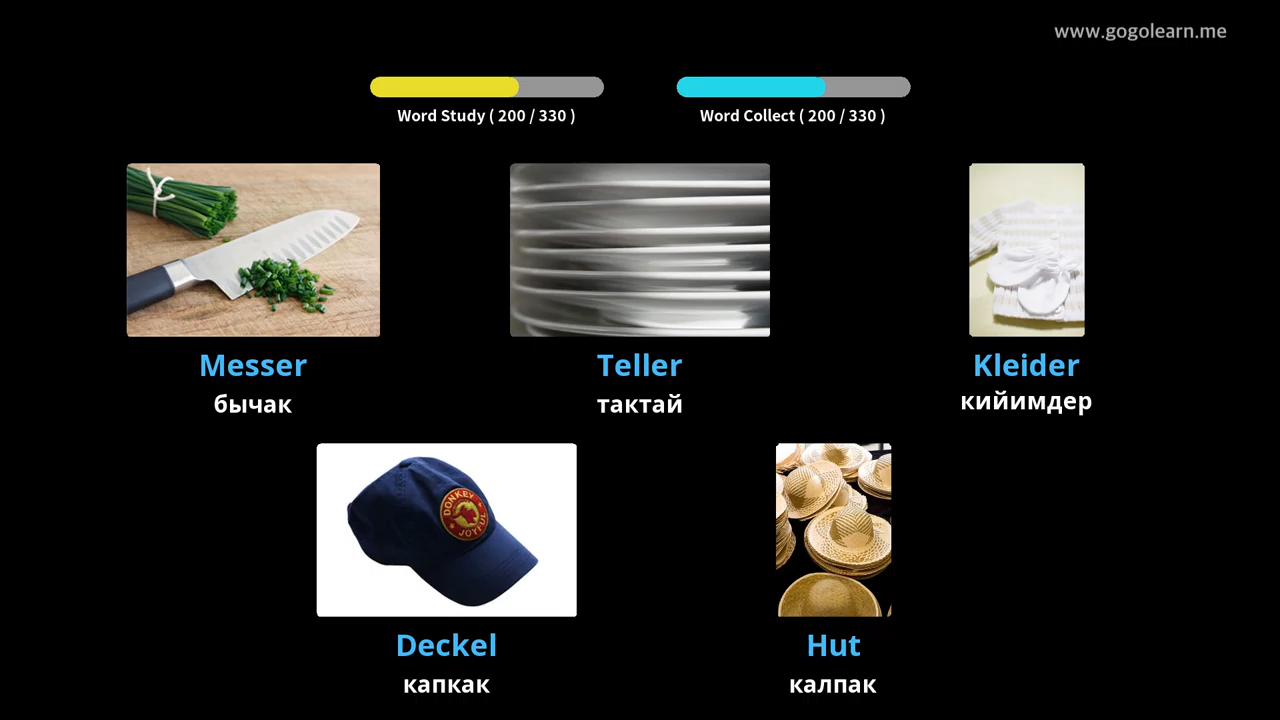 www.gogolearn.me
Word Study ( 200 / 330 )
Word Collect ( 200 / 330 )
Messer
бычак
Teller
тактай
Kleider
кийимдер
DONKEY
JOYFUL
Deckel
капкак
Hut
калпак